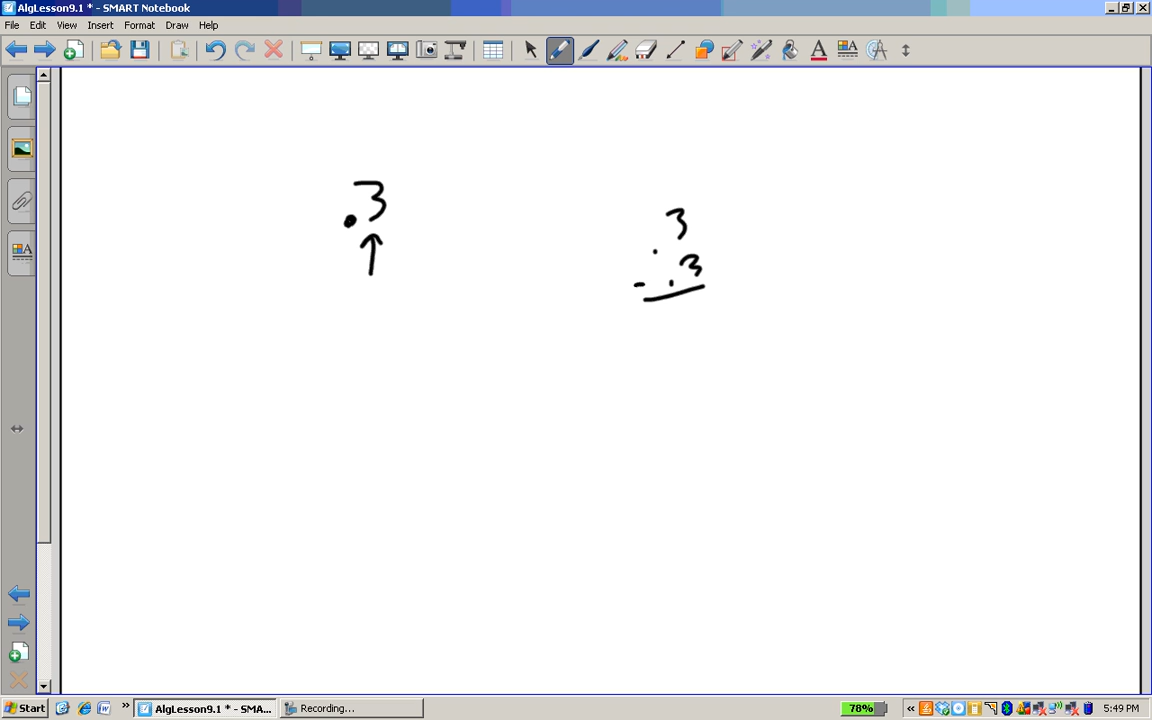 AlgLesson9.1 * - SMART Notebook
File Edit View Insert Format Draw Help
.3
3
.
- .3
Start
AlgLesson9.1 * - SMA...
Recording...
78%
5:49 PM